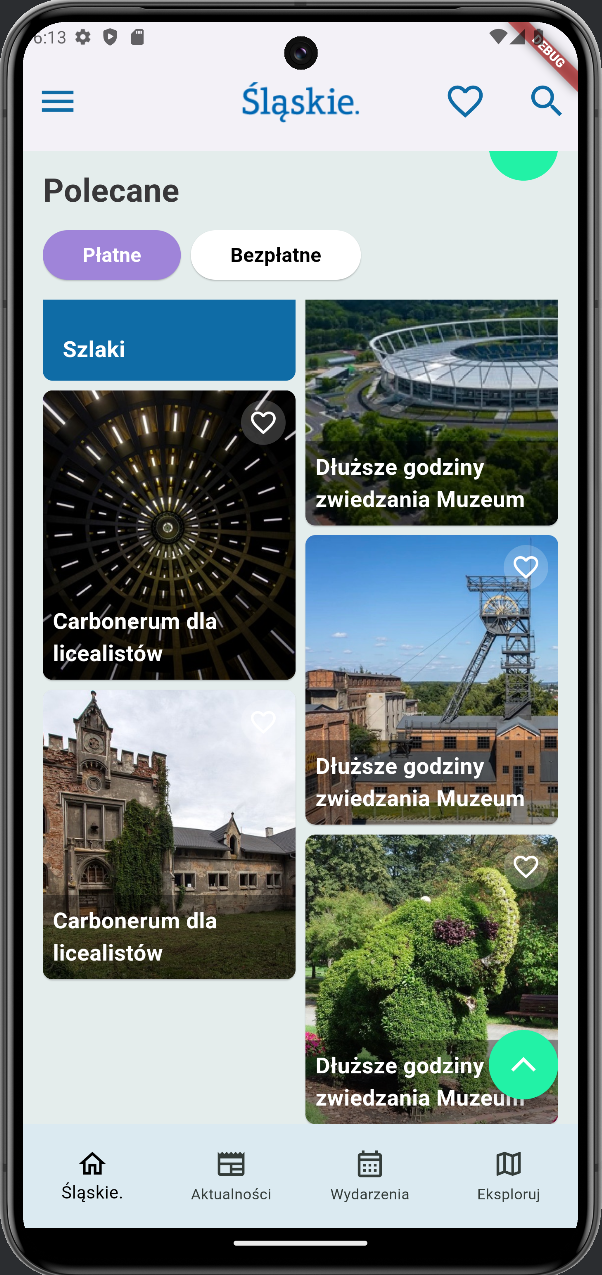 6:13
DEBUG
Śląskie.
Polecane
Płatne
Bezpłatne
Szlaki
Dłuższe godziny
zwiedzania Muzeum
Carbonerum dla
licealistów
Dłuższe godziny
zwiedzania Muzeum
Carbonerum dla
licealistów
Dłuższe godziny
zwiedzania Muzeum
Śląskie.
Aktualności
Wydarzenia
Eksploruj